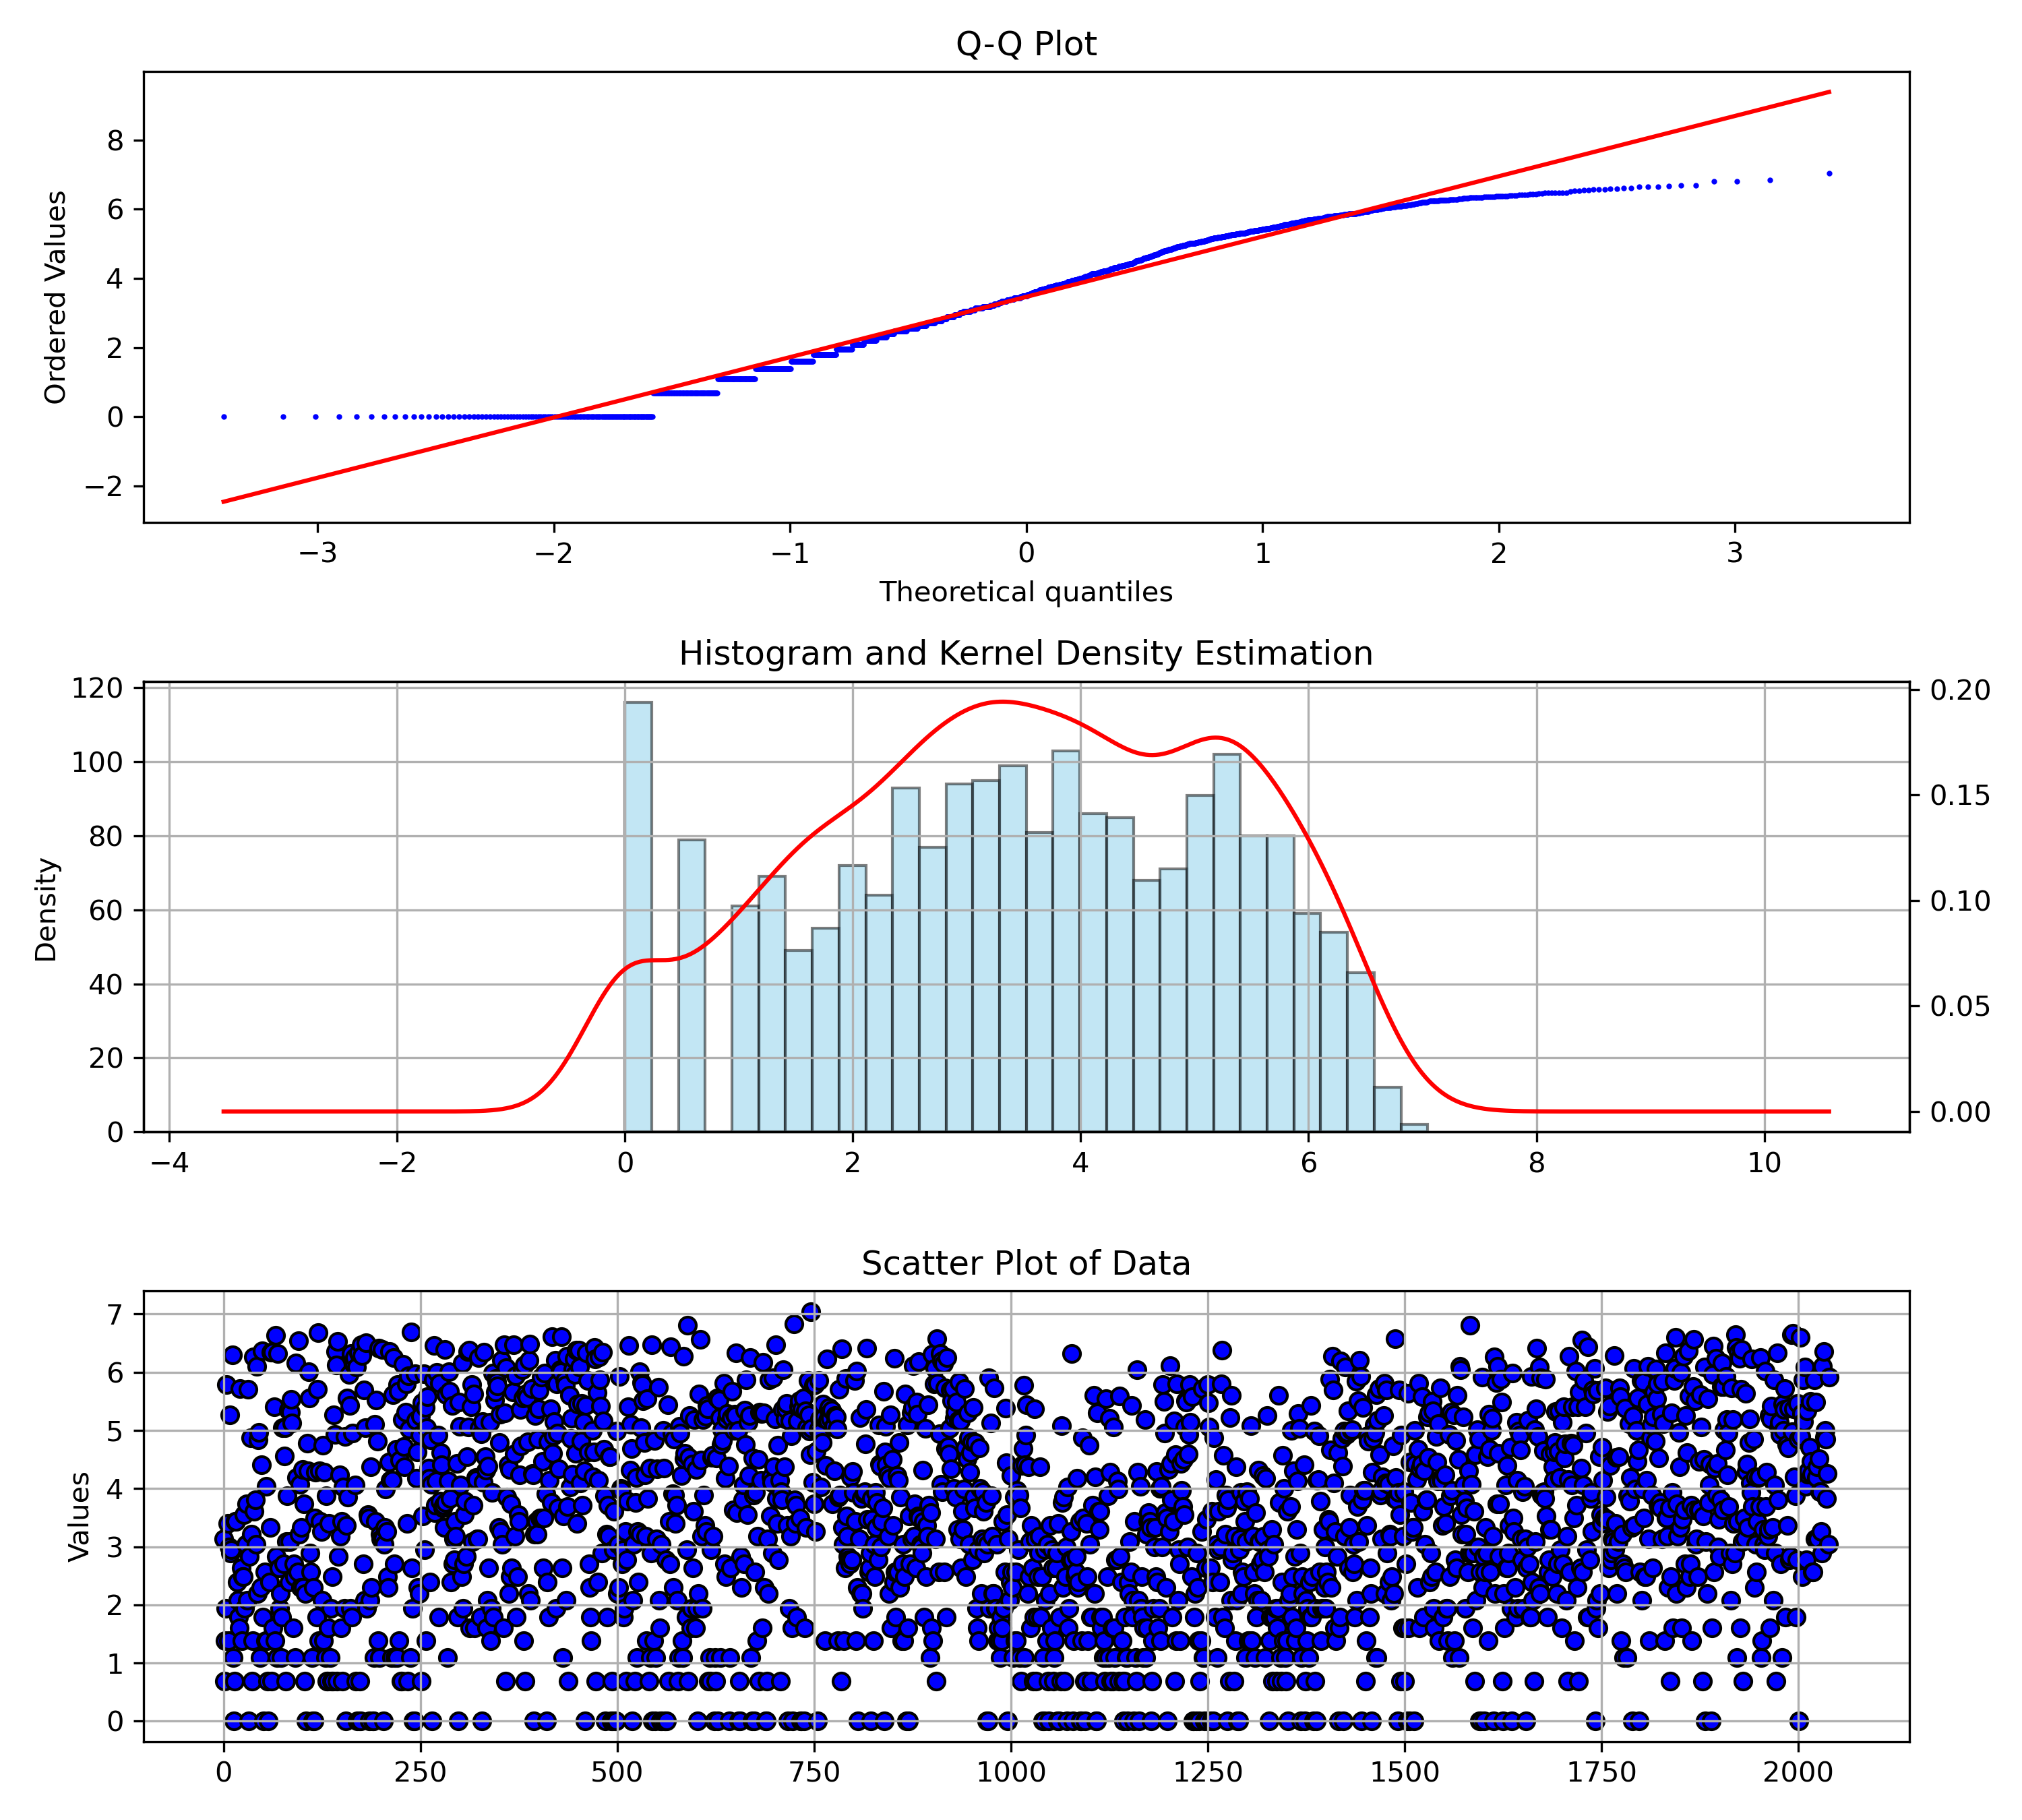 Q-Q Plot
8
6
4
2
0
−2
Ordered Values
−3 −2 −1 0 1 2 3
Theoretical quantiles
Histogram and Kernel Density Estimation
120
100
80
60
40
20
0
Density
0.20
0.15
0.10
0.05
0.00
−4 −2 0 2 4 6 8 10
Scatter Plot of Data
7
6
5
4
3
2
1
0
Values
0 250 500 750 1000 1250 1500 1750 2000